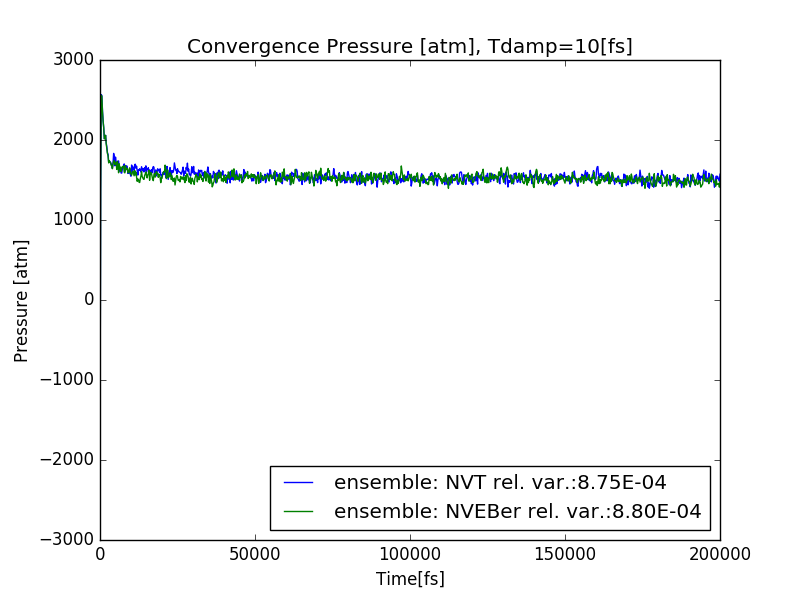 Convergence Pressure [atm], Tdamp=10[fs]
3000
2000
1000
0
−1000
−2000
−3000
Pressure [atm]
ensemble: NVT rel. var.:8.75E-04
ensemble: NVEBer rel. var.:8.80E-04
0 50000 100000 150000 200000
Time[fs]